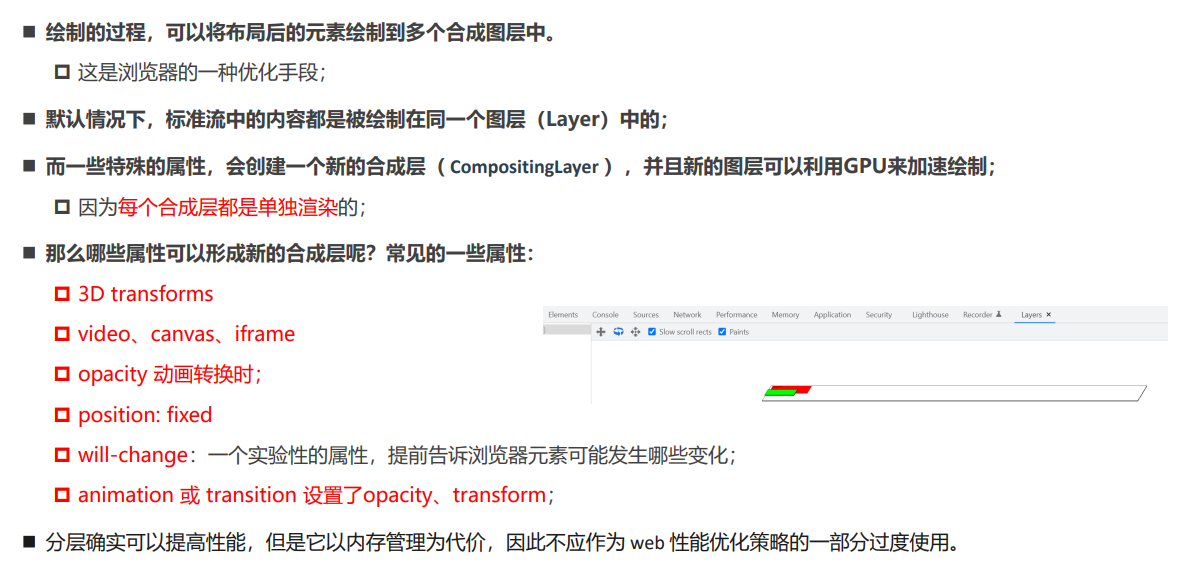 绘制的过程，可以将布局后的元素绘制到多个合成图层中。
这是浏览器的一种优化手段；
默认情况下，标准流中的内容都是被绘制在同一个图层（Layer）中的；
而一些特殊的属性，会创建一个新的合成层（ CompositingLayer ），并且新的图层可以利用GPU来加速绘制；
因为每个合成层都是单独渲染的；
那么哪些属性可以形成新的合成层呢？常见的一些属性：
3D transforms
video、canvas、iframe
opacity 动画转换时；
position: fixed
will-change：一个实验性的属性，提前告诉浏览器元素可能发生哪些变化；
animation 或 transition 设置了opacity、transform；
Elements Console Sources Network Performance Memory Application Security Lighthouse Recorder Layers ×
Slow scroll rects Paints
分层确实可以提高性能，但是它以内存管理为代价，因此不应作为 web 性能优化策略的一部分过度使用。